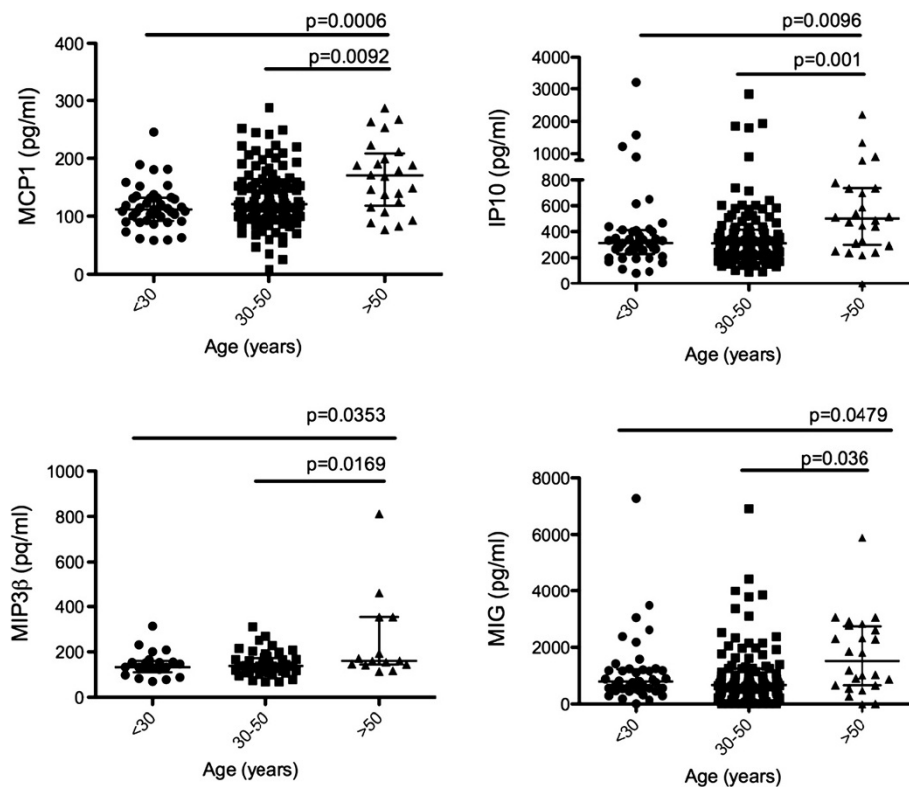 p=0.0006
p=0.0092
MCP1 (pg/ml)
400
300
200
100
0
<30
30-50
>50
Age (years)
p=0.0096
p=0.001
IP10 (pg/ml)
4000
3000
2000
1000
800
600
400
200
0
<30
30-50
>50
Age (years)
p=0.0353
p=0.0169
MIP3β (pq/ml)
1000
800
600
400
200
0
<30
30-50
>50
Age (years)
p=0.0479
p=0.036
MIG (pg/ml)
8000
6000
4000
2000
0
<30
30-50
>50
Age (years)